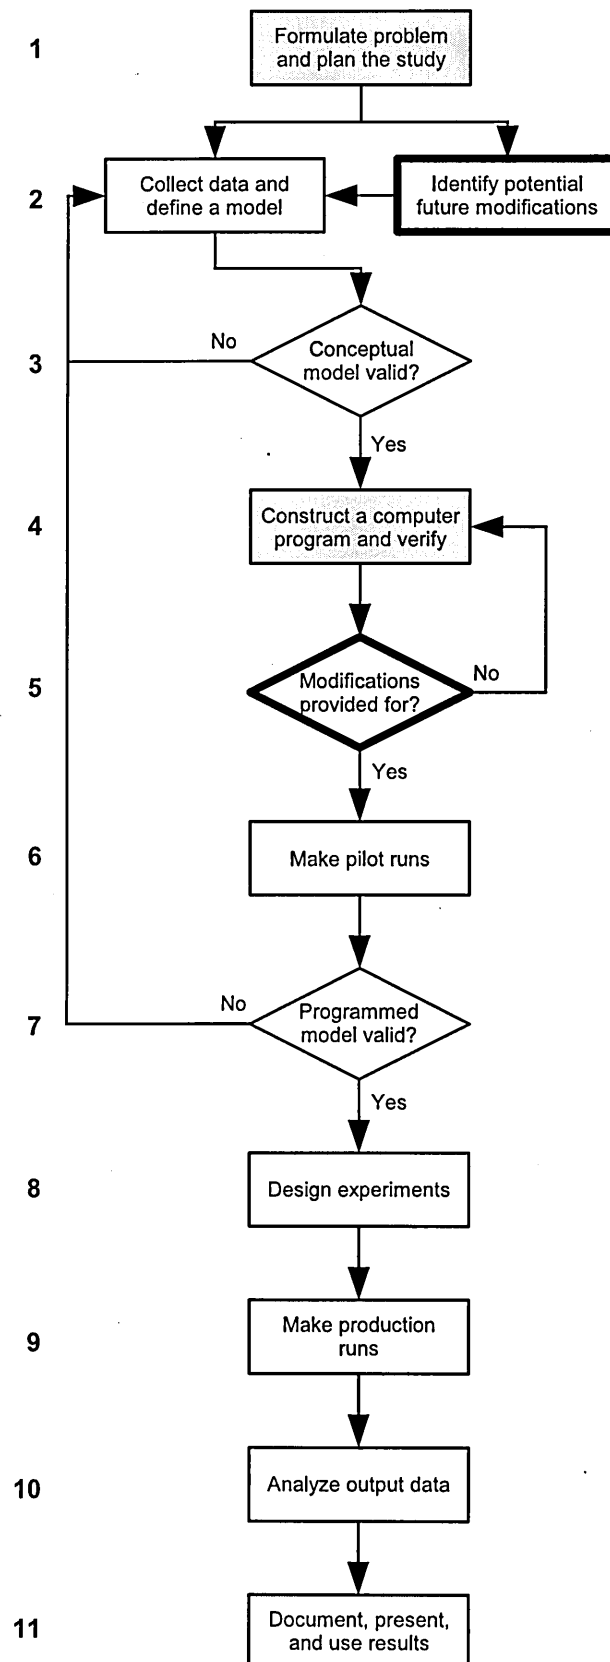 1
Formulate problem
and plan the study
2
Collect data and
define a model
Identify potential
future modifications
3
No
Conceptual
model valid?
Yes
4
Construct a computer
program and verify
5
Modifications
provided for?
No
Yes
6
Make pilot runs
7
No
Programmed
model valid?
Yes
8
Design experiments
9
Make production
runs
10
Analyze output data
11
Document, present,
and use results